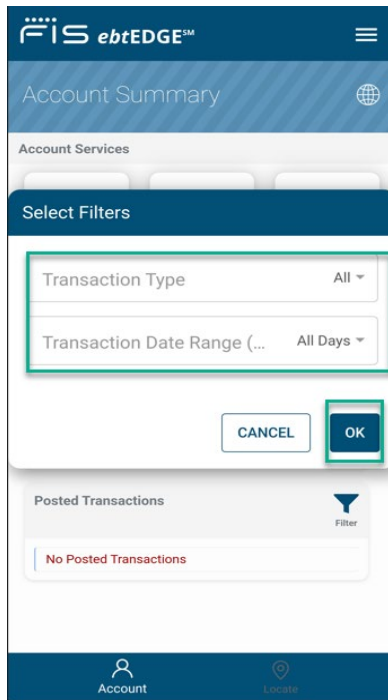 FIS ebtEDGE℠
Account Summary
Account Services
Select Filters
Transaction Type All
Transaction Date Range (... All Days
CANCEL OK
Posted Transactions
Filter
No Posted Transactions
Account Locate